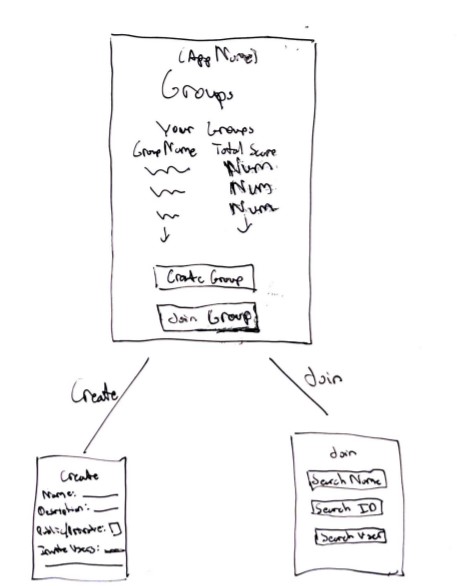 (App Name)
Groups
Your Groups
Group Name Total Score
Num
Num
Num
Create Group
Join Group
Create
Join
Create
Name:
Description:
Public/Private:
Invite Users:
Join
Search Name
Search ID
Search User